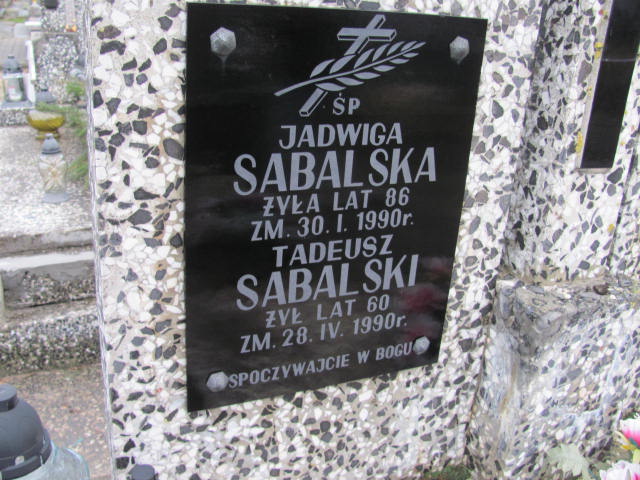 ŚP
JADWIGA
SABALSKA
ŻYŁA LAT 86
ZM. 30. I. 1990r.
TADEUSZ
SABALSKI
ŻYŁ LAT 60
ZM. 28. IV. 1990r.
SPOCZYWAJCIE W BOGU